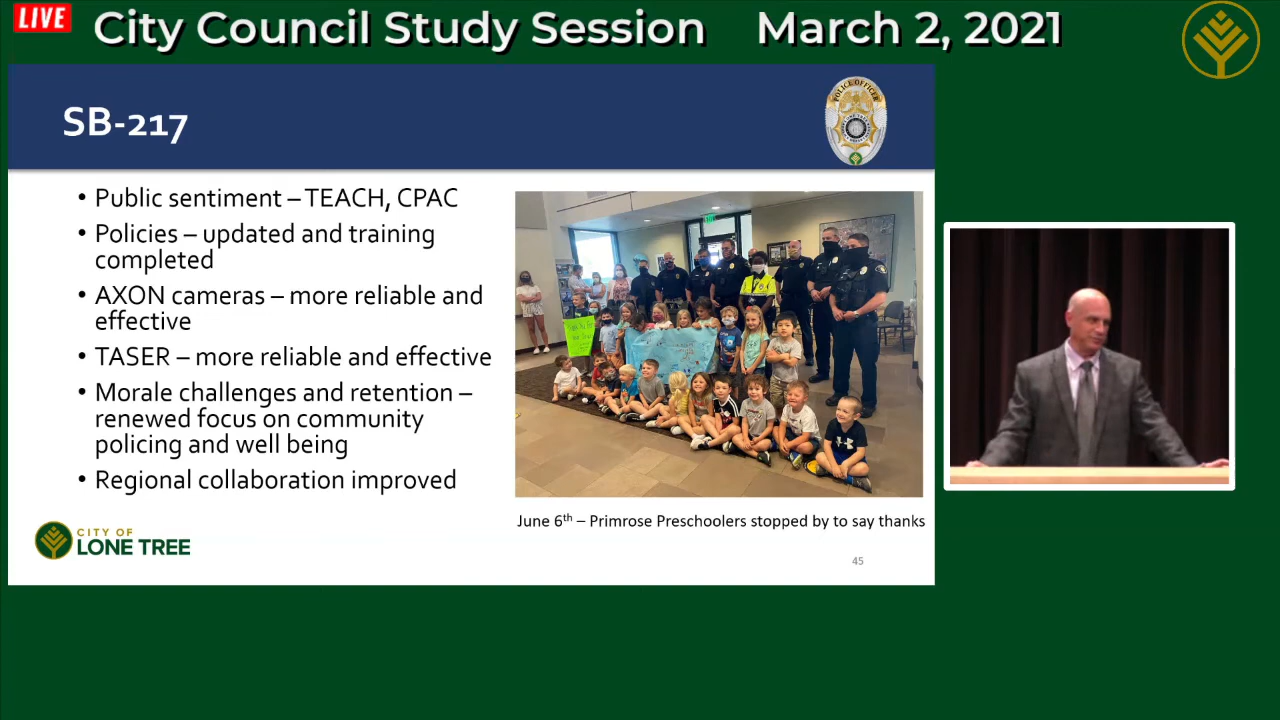 LIVE
City Council Study Session March 2, 2021
SB-217
POLICE OFFICER
• Public sentiment – TEACH, CPAC
• Policies – updated and training
completed
• AXON cameras – more reliable and
effective
• TASER – more reliable and effective
• Morale challenges and retention –
renewed focus on community
policing and well being
• Regional collaboration improved
June 6th – Primrose Preschoolers stopped by to say thanks
CITY OF
LONE TREE
45